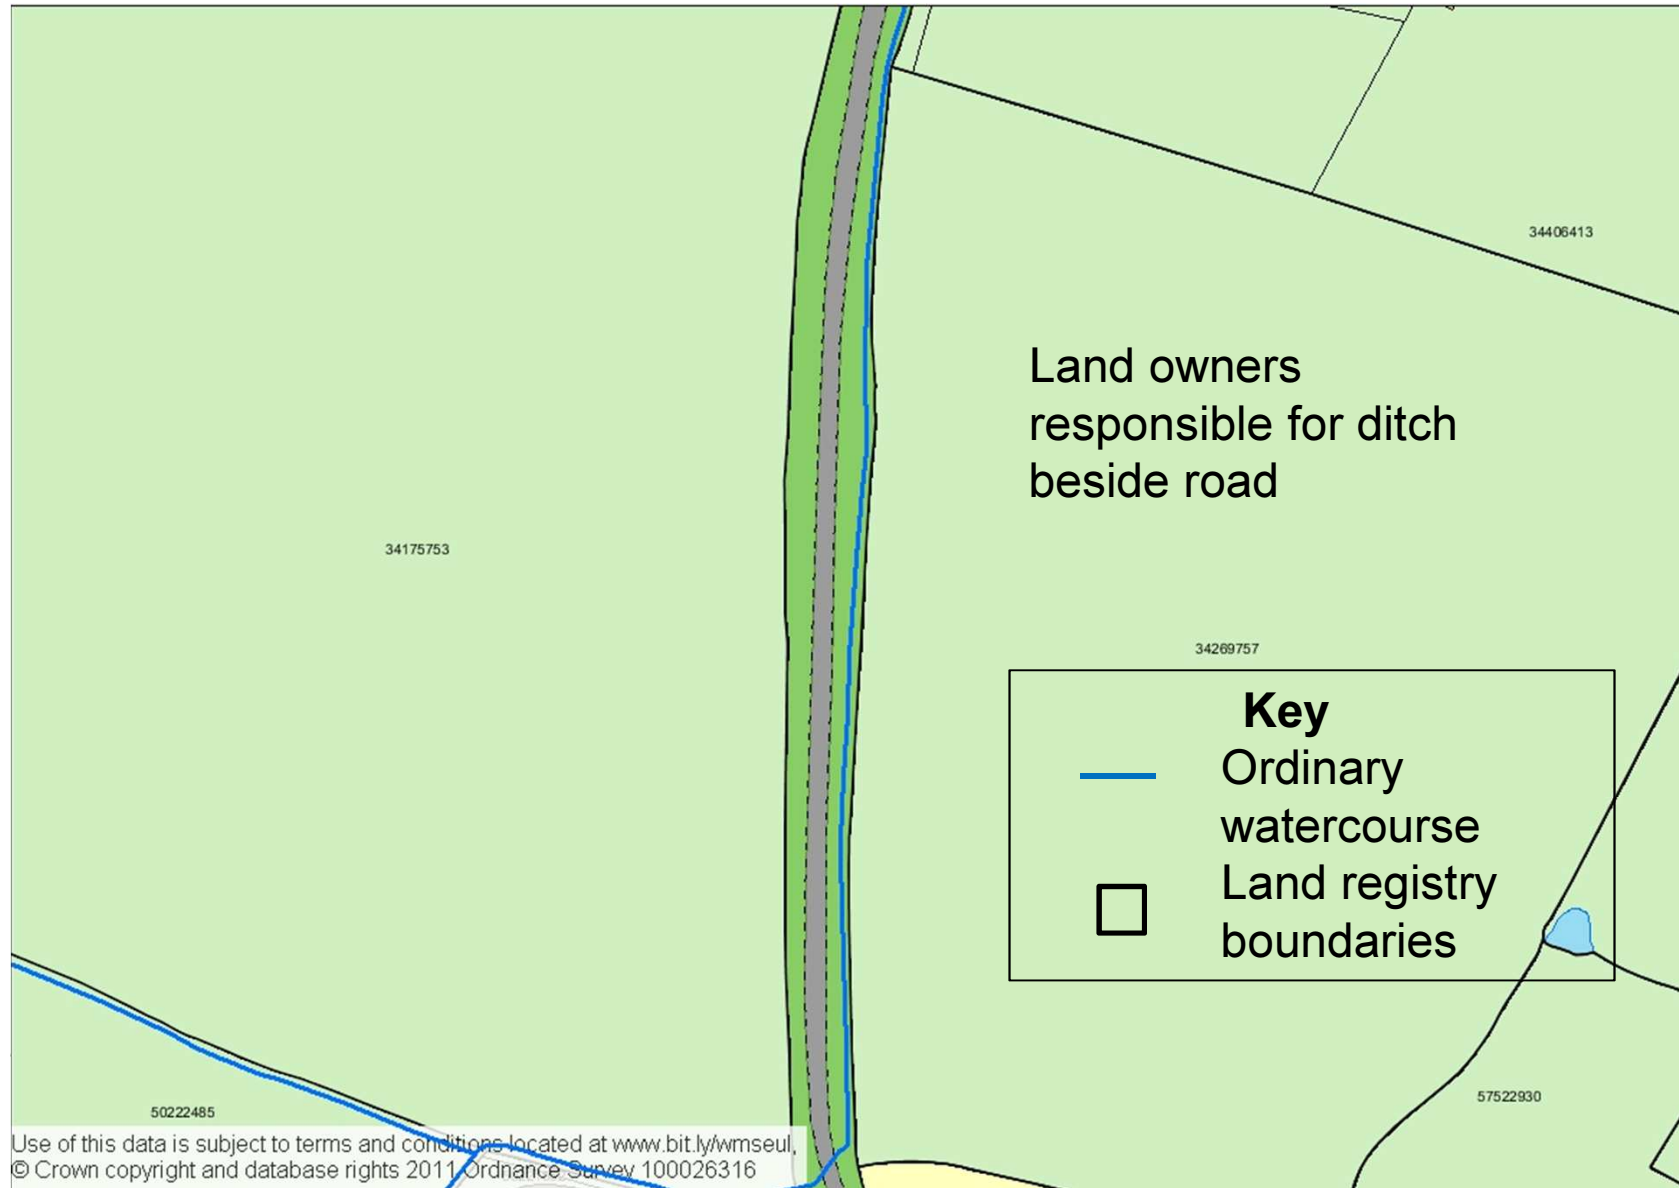 34406413
Land owners
responsible for ditch
beside road
34175753
34269757
Key
Ordinary
watercourse
Land registry
boundaries
57522930
50222485
Use of this data is subject to terms and conditions located at www.bit.ly/wmseul,
© Crown copyright and database rights 2011 Ordnance Survey 100026316